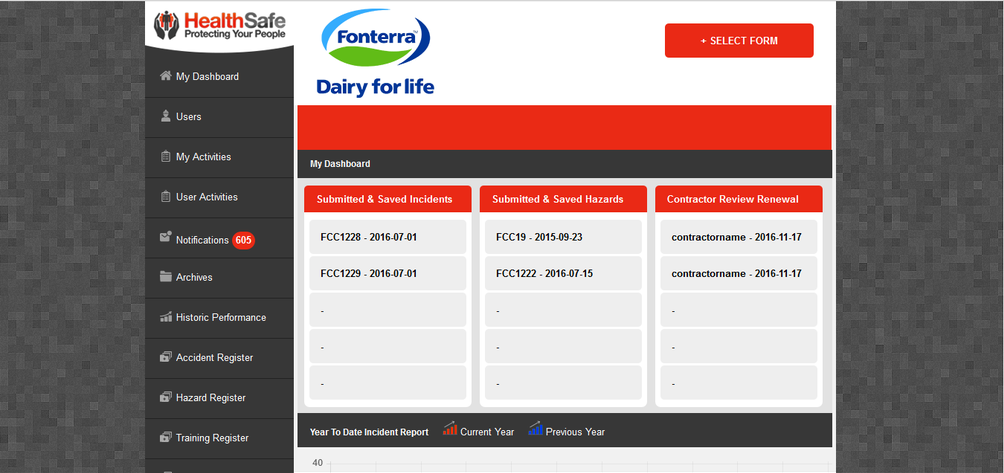 HealthSafe
Protecting Your People
My Dashboard
Users
My Activities
User Activities
Notifications 605
Archives
Historic Performance
Accident Register
Hazard Register
Training Register
Fonterra™
Dairy for life
+ SELECT FORM
My Dashboard
Submitted & Saved Incidents
FCC1228 - 2016-07-01
FCC1229 - 2016-07-01
-
-
-
Submitted & Saved Hazards
FCC19 - 2015-09-23
FCC1222 - 2016-07-15
-
-
-
Contractor Review Renewal
contractorname - 2016-11-17
contractorname - 2016-11-17
-
-
-
Year To Date Incident Report Current Year Previous Year
40